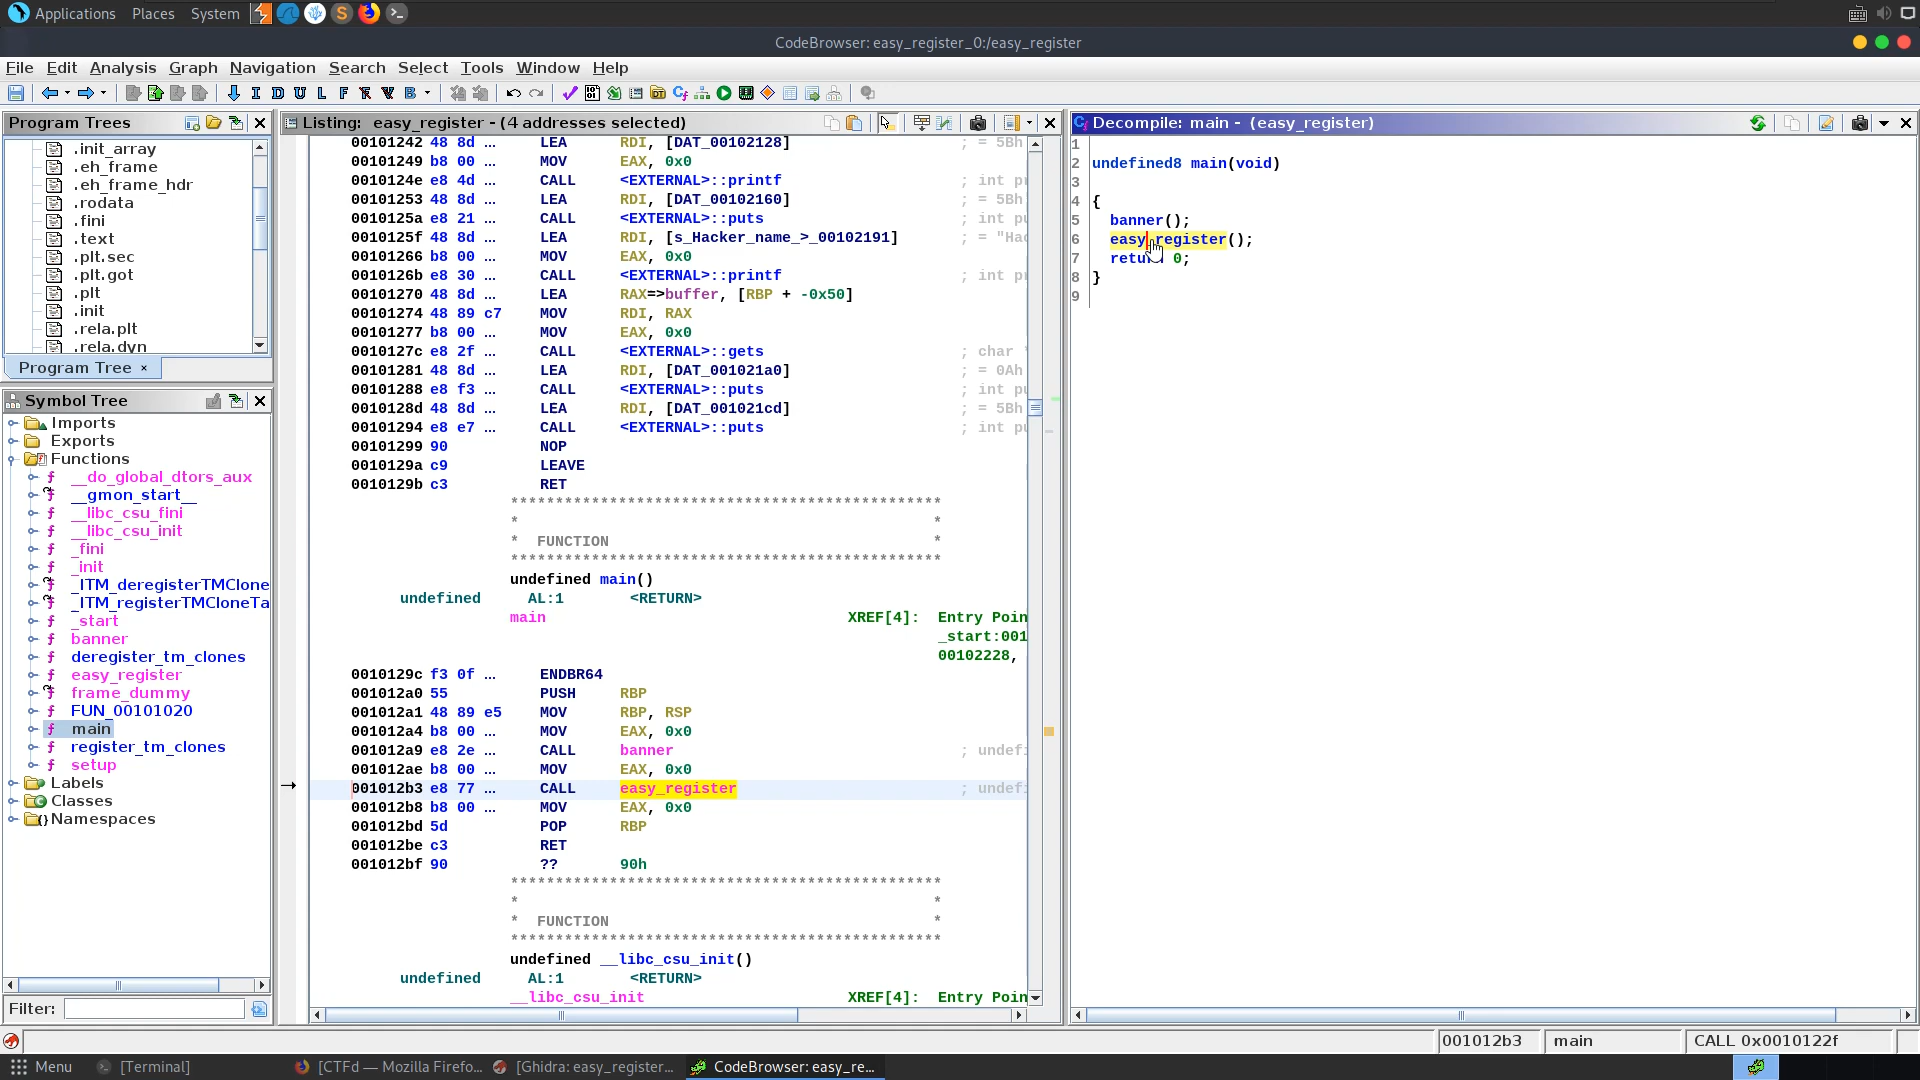 Applications Places System
CodeBrowser: easy_register_0:/easy_register
File Edit Analysis Graph Navigation Search Select Tools Window Help
I D U L F B
Program Trees
.init_array
.eh_frame
.eh_frame_hdr
.rodata
.fini
.text
.plt.sec
.plt.got
.plt
.init
.rela.plt
.rela.dyn
Program Tree ×
Symbol Tree
Imports
Exports
Functions
f __do_global_dtors_aux
f __gmon_start__
f __libc_csu_fini
f __libc_csu_init
f _fini
f _init
f _ITM_deregisterTMClone
f _ITM_registerTMCloneTa
f _start
f banner
f deregister_tm_clones
f easy_register
f frame_dummy
f FUN_00101020
f main
f register_tm_clones
f setup
Labels
Classes
Namespaces
Filter:
Listing: easy_register - (4 addresses selected)
00101242 48 8d ... LEA RDI, [DAT_00102128] ; = 5Bh
00101249 b8 00 ... MOV EAX, 0x0
0010124e e8 4d ... CALL <EXTERNAL>::printf ; int pr
00101253 48 8d ... LEA RDI, [DAT_00102160] ; = 5Bh
0010125a e8 21 ... CALL <EXTERNAL>::puts ; int pu
0010125f 48 8d ... LEA RDI, [s_Hacker_name_>_00102191] ; = "Hac
00101266 b8 00 ... MOV EAX, 0x0
0010126b e8 30 ... CALL <EXTERNAL>::printf ; int pr
00101270 48 8d ... LEA RAX=>buffer, [RBP + -0x50]
00101274 48 89 c7 MOV RDI, RAX
00101277 b8 00 ... MOV EAX, 0x0
0010127c e8 2f ... CALL <EXTERNAL>::gets ; char *
00101281 48 8d ... LEA RDI, [DAT_001021a0] ; = 0Ah
00101288 e8 f3 ... CALL <EXTERNAL>::puts ; int pu
0010128d 48 8d ... LEA RDI, [DAT_001021cd] ; = 5Bh
00101294 e8 e7 ... CALL <EXTERNAL>::puts ; int pu
00101299 90 NOP
0010129a c9 LEAVE
0010129b c3 RET
************************************************
* *
* FUNCTION *
************************************************
undefined main()
undefined AL:1 <RETURN>
main XREF[4]: Entry Poin
_start:001
00102228,
0010129c f3 0f ... ENDBR64
001012a0 55 PUSH RBP
001012a1 48 89 e5 MOV RBP, RSP
001012a4 b8 00 ... MOV EAX, 0x0
001012a9 e8 2e ... CALL banner ; undefi
001012ae b8 00 ... MOV EAX, 0x0
001012b3 e8 77 ... CALL easy_register ; undefi
001012b8 b8 00 ... MOV EAX, 0x0
001012bd 5d POP RBP
001012be c3 RET
001012bf 90 ?? 90h
************************************************
* *
* FUNCTION *
************************************************
undefined __libc_csu_init()
undefined AL:1 <RETURN>
__libc_csu_init XREF[4]: Entry Poin
Decompile: main - (easy_register)
1
2 undefined8 main(void)
3
4 {
5 banner();
6 easy_register();
7 return 0;
8 }
9
001012b3 main CALL 0x0010122f
Menu [Terminal] [CTFd — Mozilla Firefo... [Ghidra: easy_register... CodeBrowser: easy_re...